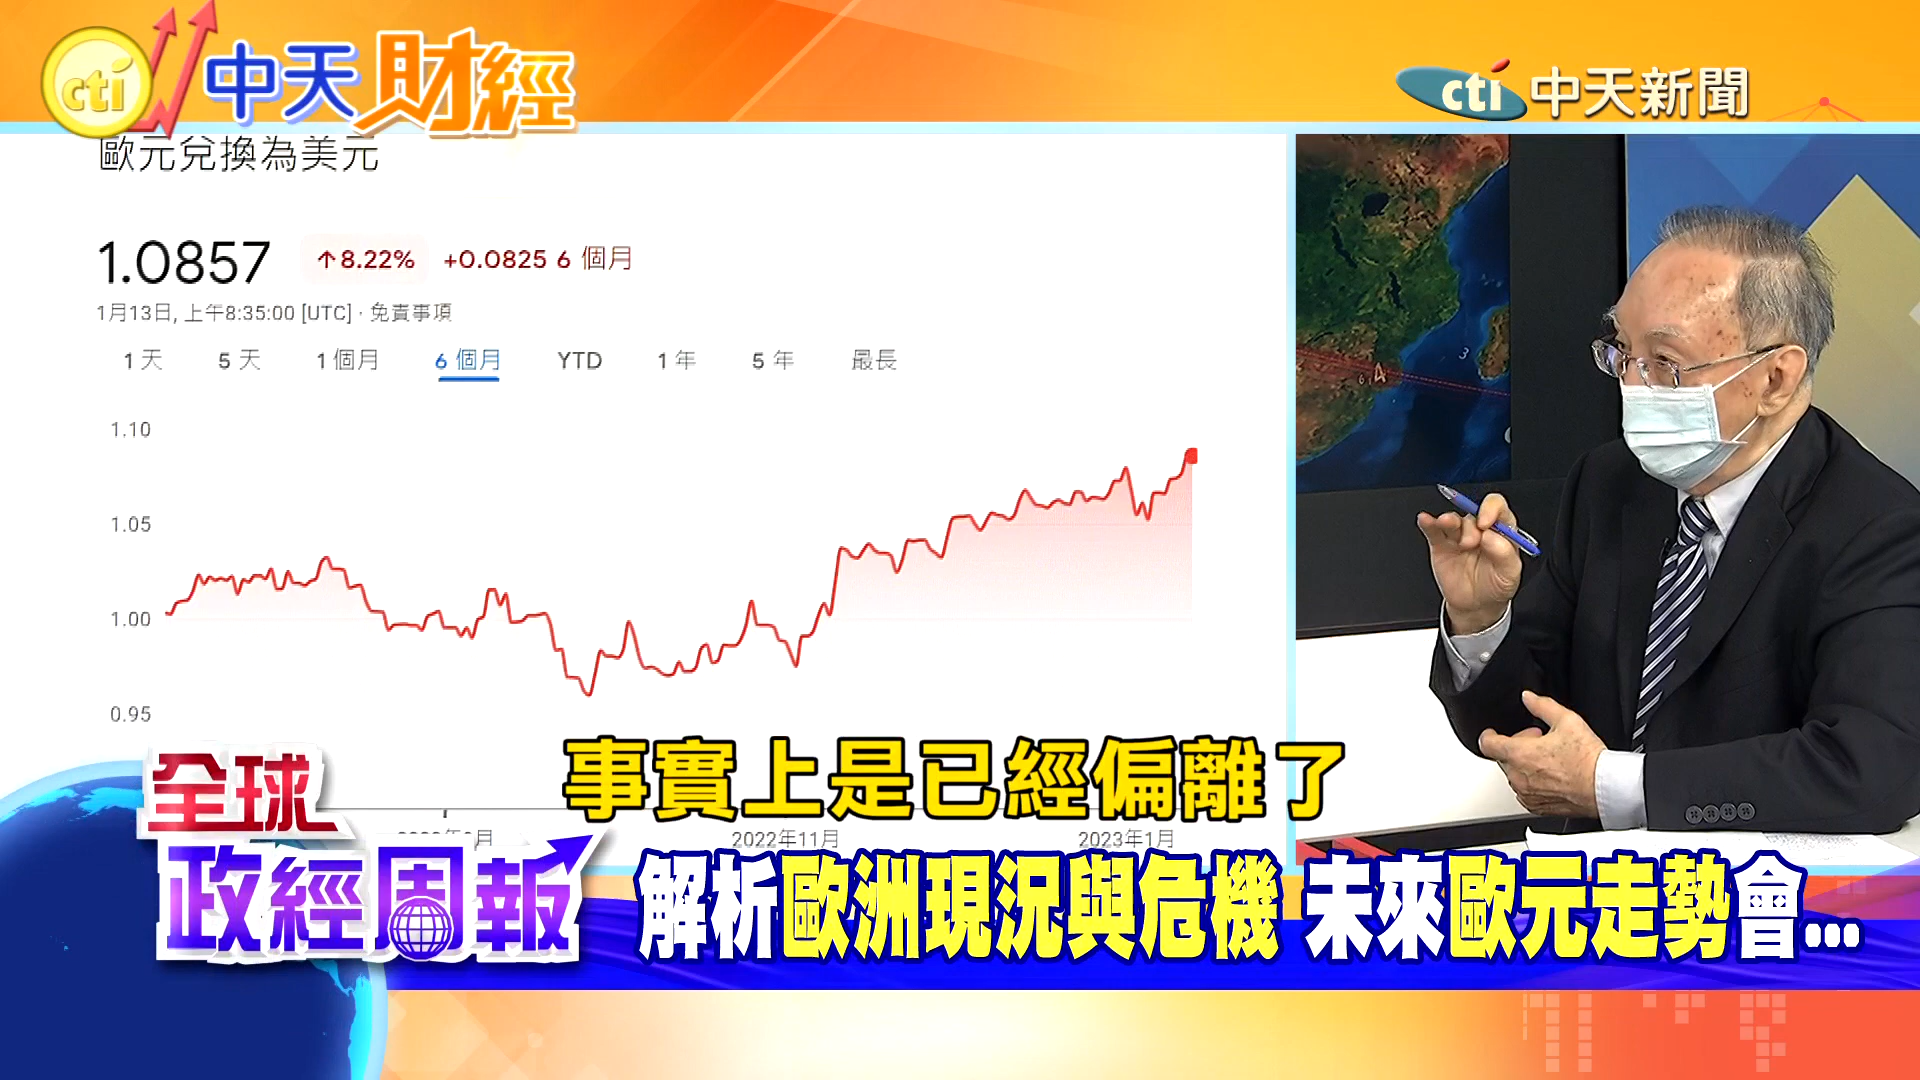 cti 中天財經
cti 中天新聞
歐元兌換為美元
1.0857 ↑8.22% +0.0825 6 個月
1月13日, 上午8:35:00 [UTC] · 免責事項
1 天 5 天 1 個月 6 個月 YTD 1 年 5 年 最長
1.10
1.05
1.00
0.95
2022年11月 2023年1月
事實上是已經偏離了
全球
政經周報
解析歐洲現況與危機 未來歐元走勢會...